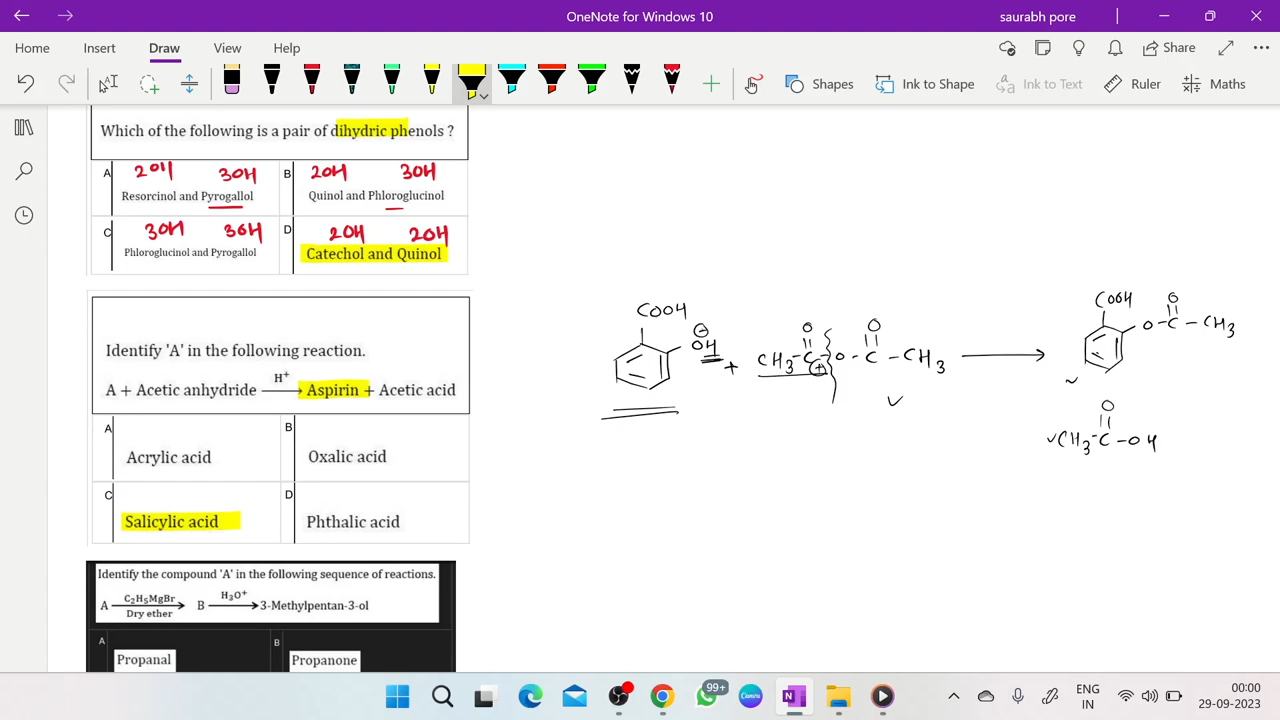 OneNote for Windows 10
saurabh pore
Home Insert Draw View Help
Share
Shapes
Ink to Shape
Ink to Text
Ruler
Maths
Which of the following is a pair of dihydric phenols ?
A 2OH 3OH
Resorcinol and Pyrogallol
B 2OH 3OH
Quinol and Phloroglucinol
C 3OH 3OH
Phloroglucinol and Pyrogallol
D 2OH 2OH
Catechol and Quinol
Identify 'A' in the following reaction.
A + Acetic anhydride H+ → Aspirin + Acetic acid
A Acrylic acid
B Oxalic acid
C Salicylic acid
D Phthalic acid
Identify the compound 'A' in the following sequence of reactions.
A C₂H₅MgBr Dry ether → B H₃O⁺ → 3-Methylpentan-3-ol
A Propanal
B Propanone
COOH
⊖
OH
+
O O
CH₃-C-O-C-CH₃
⊕
COOH
O
O-C-CH₃
O
CH₃-C-OH
99+
ENG
IN
00:00
29-09-2023